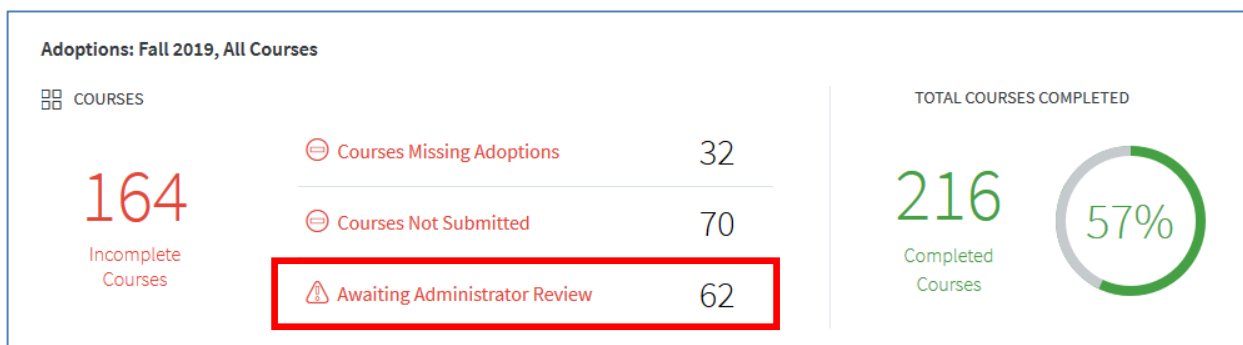 Adoptions: Fall 2019, All Courses
COURSES
164
Incomplete
Courses
Courses Missing Adoptions 32
Courses Not Submitted 70
Awaiting Administrator Review 62
TOTAL COURSES COMPLETED
216
Completed
Courses
57%